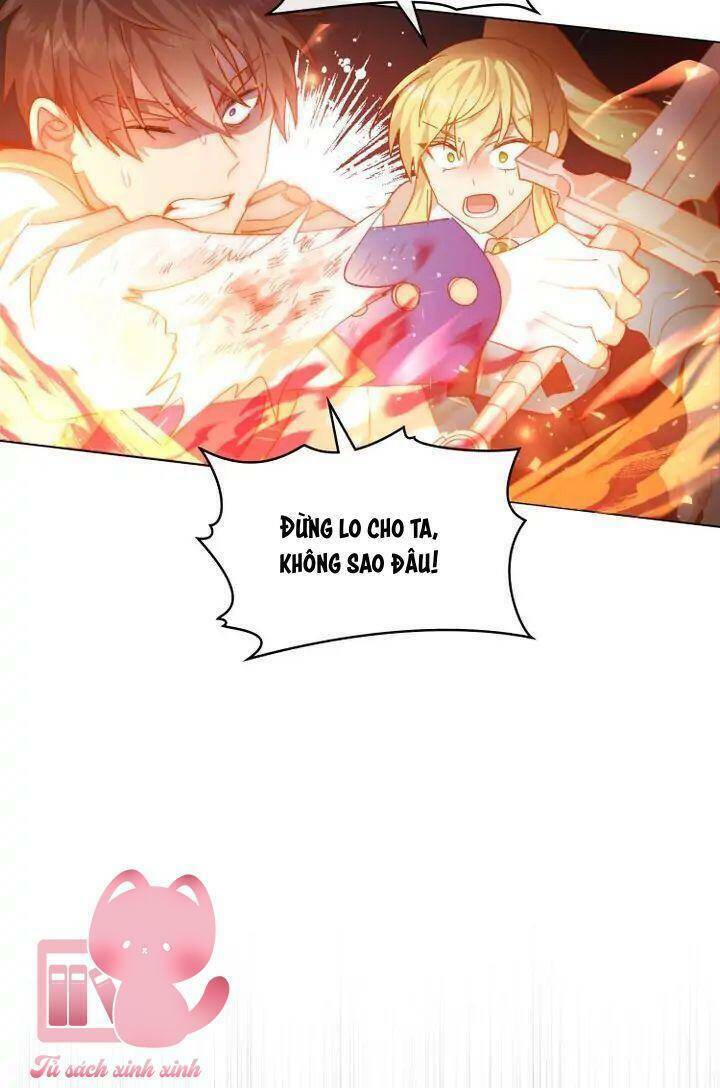 ĐỪNG LO CHO TA,
KHÔNG SAO ĐÂU!
Tủ sách xinh xinh